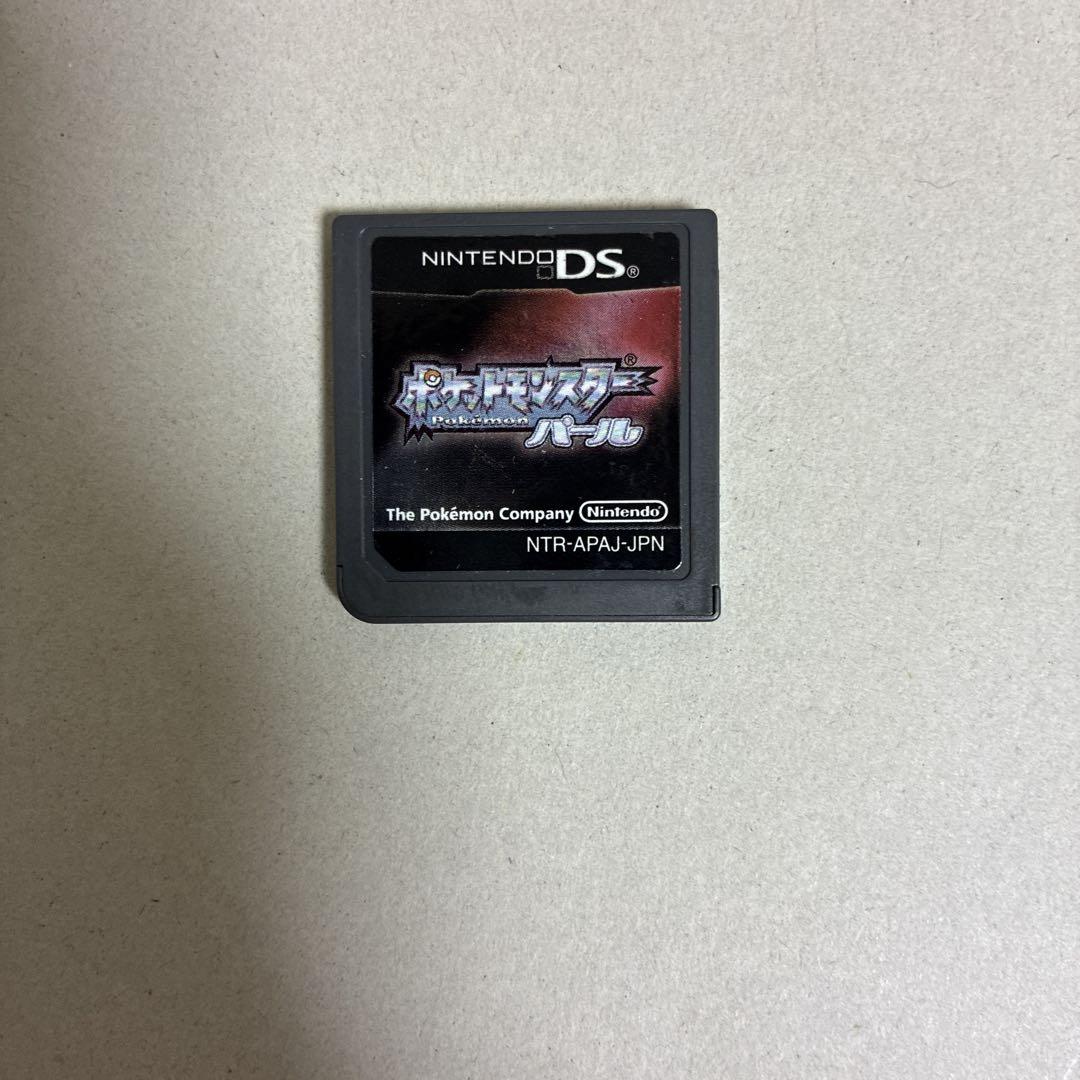 NINTENDO DS®
ポケットモンスター®
Pokémon
パール
The Pokémon Company Nintendo®
NTR-APAJ-JPN